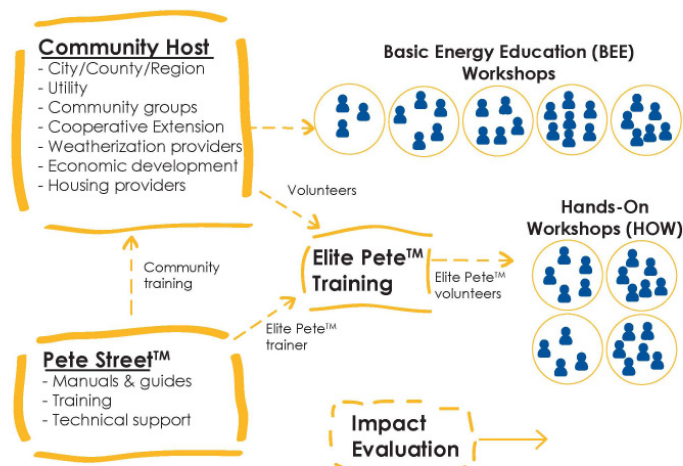 Community Host
- City/County/Region
- Utility
- Community groups
- Cooperative Extension
- Weatherization providers
- Economic development
- Housing providers
Basic Energy Education (BEE)
Workshops
Volunteers
Hands-On
Workshops (HOW)
Elite Pete™
Training
Elite Pete™
volunteers
Community
training
Elite Pete™
trainer
Pete Street™
- Manuals & guides
- Training
- Technical support
Impact
Evaluation